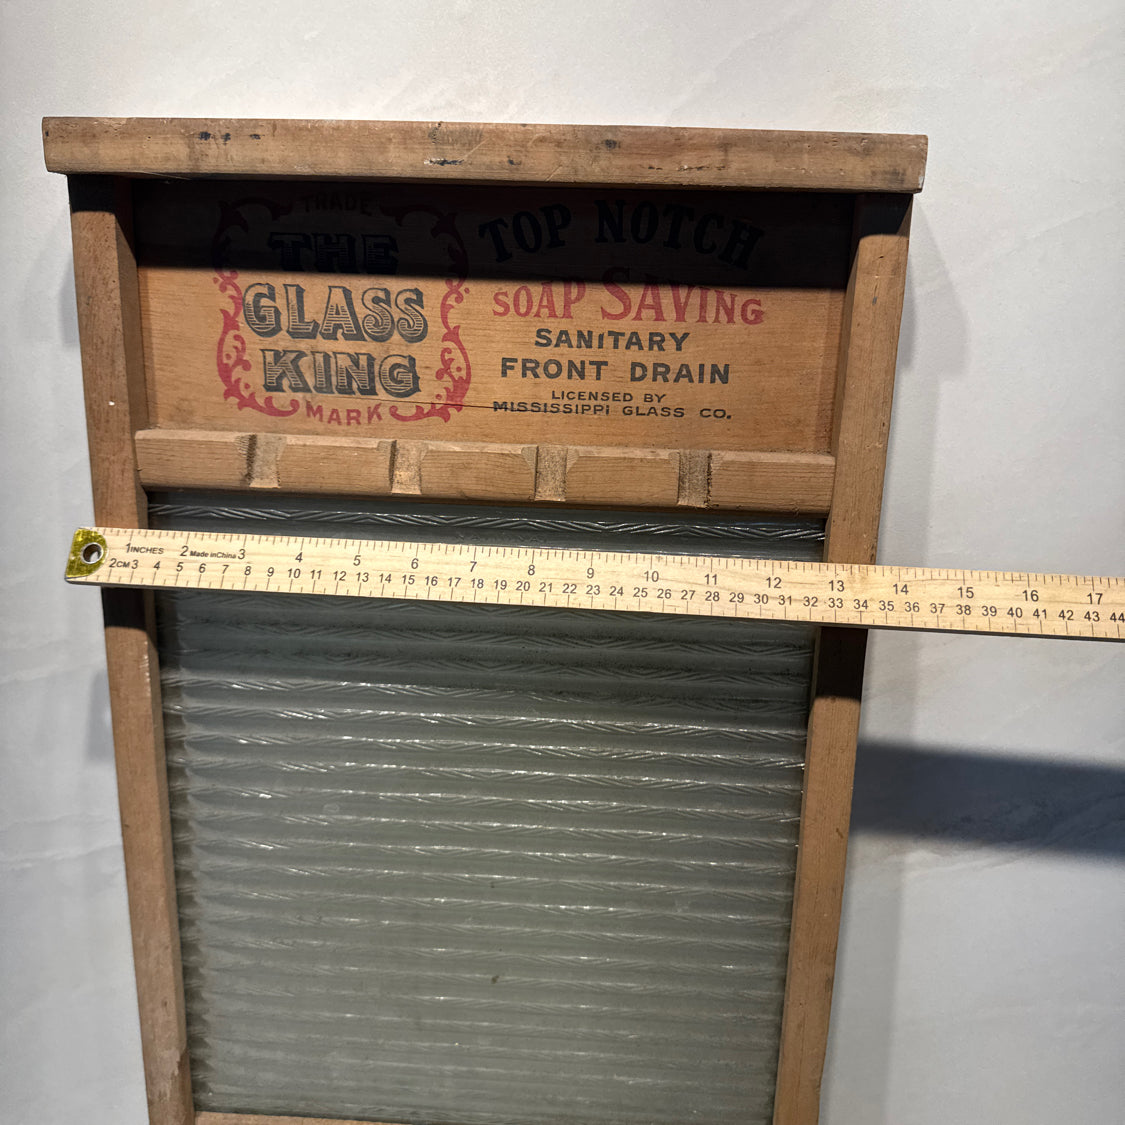 TRADE
THE
GLASS
KING
MARK
TOP NOTCH
SOAP SAVING
SANITARY
FRONT DRAIN
LICENSED BY
MISSISSIPPI GLASS CO.
1 INCHES 2 Made in China 3 4 5 6 7 8 9 10 11 12 13 14 15 16 17
2CM 3 4 5 6 7 8 9 10 11 12 13 14 15 16 17 18 19 20 21 22 23 24 25 26 27 28 29 30 31 32 33 34 35 36 37 38 39 40 41 42 43 44